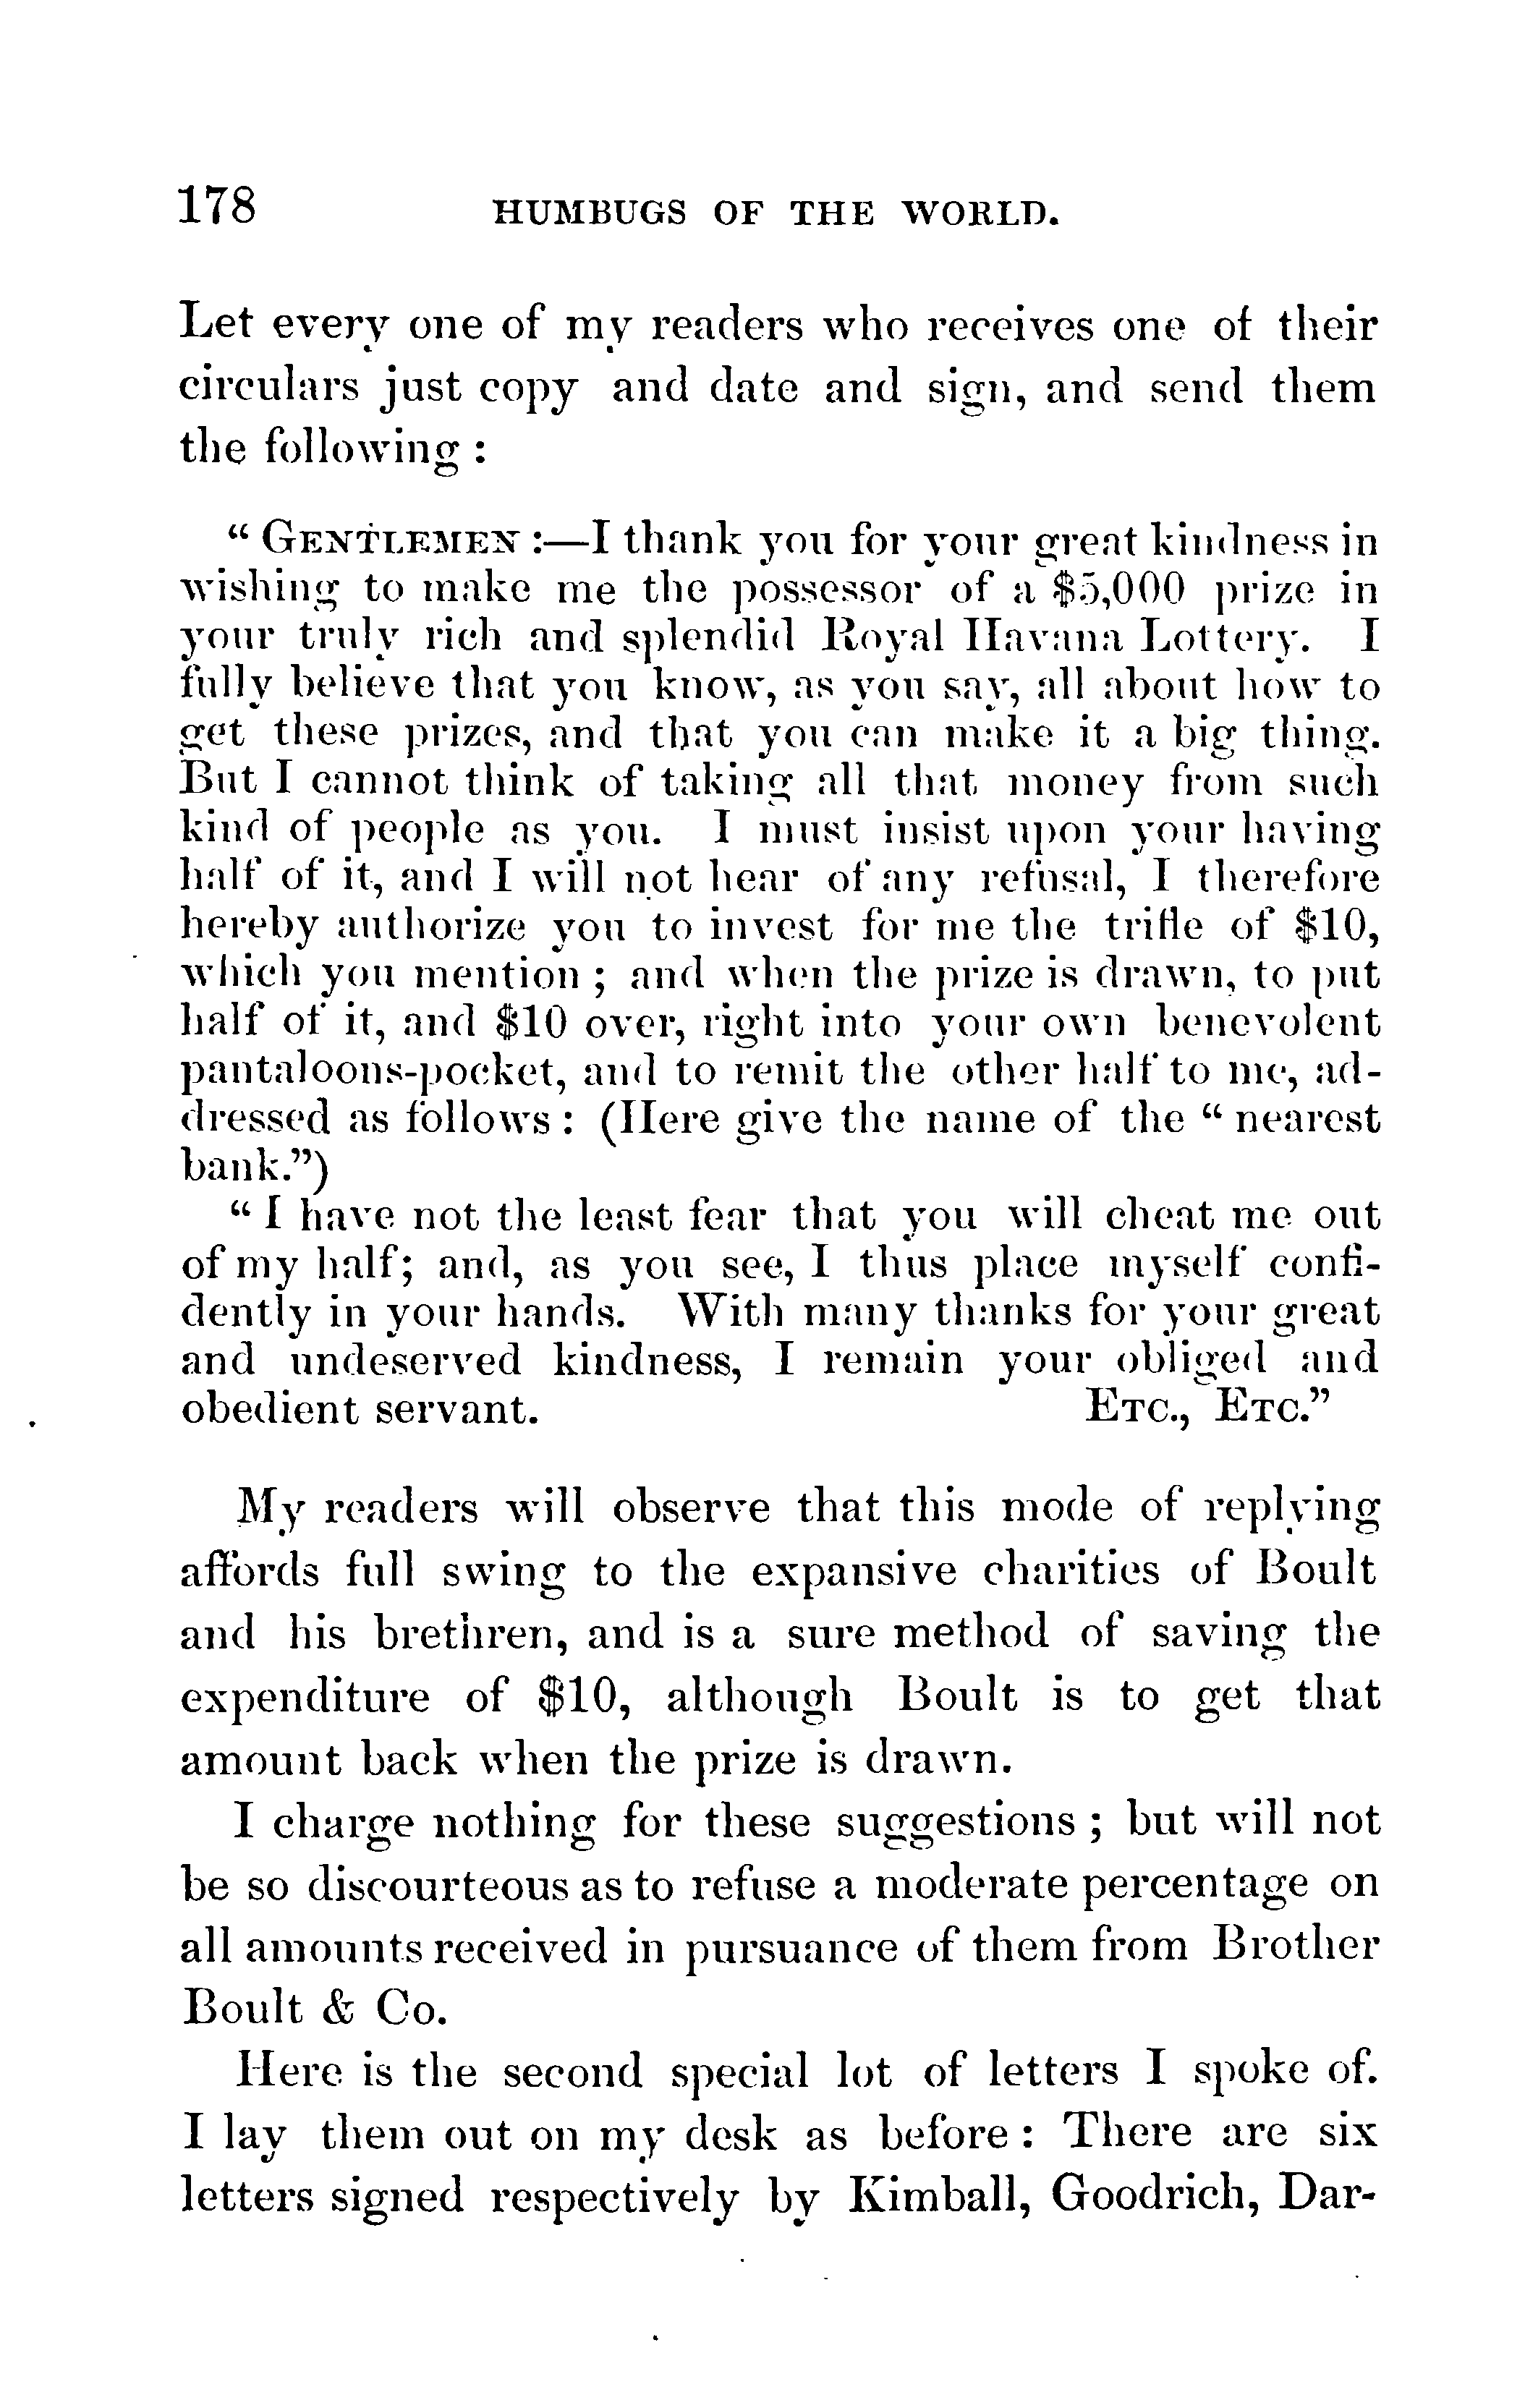 178 HUMBUGS OF THE WORLD.
Let every one of my readers who receives one of their
circulars just copy and date and sign, and send them
the following :
“ GENTLEMEN :—I thank you for your great kindness in
wishing to make me the possessor of a $5,000 prize in
your truly rich and splendid Royal Havana Lottery. I
fully believe that you know, as you say, all about how to
get these prizes, and that you can make it a big thing.
But I cannot think of taking all that money from such
kind of people as you. I must insist upon your having
half of it, and I will not hear of any refusal, I therefore
hereby authorize you to invest for me the trifle of $10,
which you mention ; and when the prize is drawn, to put
half of it, and $10 over, right into your own benevolent
pantaloons-pocket, and to remit the other half to me, ad-
dressed as follows : (Here give the name of the “ nearest
bank.”)
“ I have not the least fear that you will cheat me out
of my half; and, as you see, I thus place myself confi-
dently in your hands. With many thanks for your great
and undeserved kindness, I remain your obliged and
obedient servant. ETC., ETC.”
My readers will observe that this mode of replying
affords full swing to the expansive charities of Boult
and his brethren, and is a sure method of saving the
expenditure of $10, although Boult is to get that
amount back when the prize is drawn.
I charge nothing for these suggestions ; but will not
be so discourteous as to refuse a moderate percentage on
all amounts received in pursuance of them from Brother
Boult & Co.
Here is the second special lot of letters I spoke of.
I lay them out on my desk as before : There are six
letters signed respectively by Kimball, Goodrich, Dar-